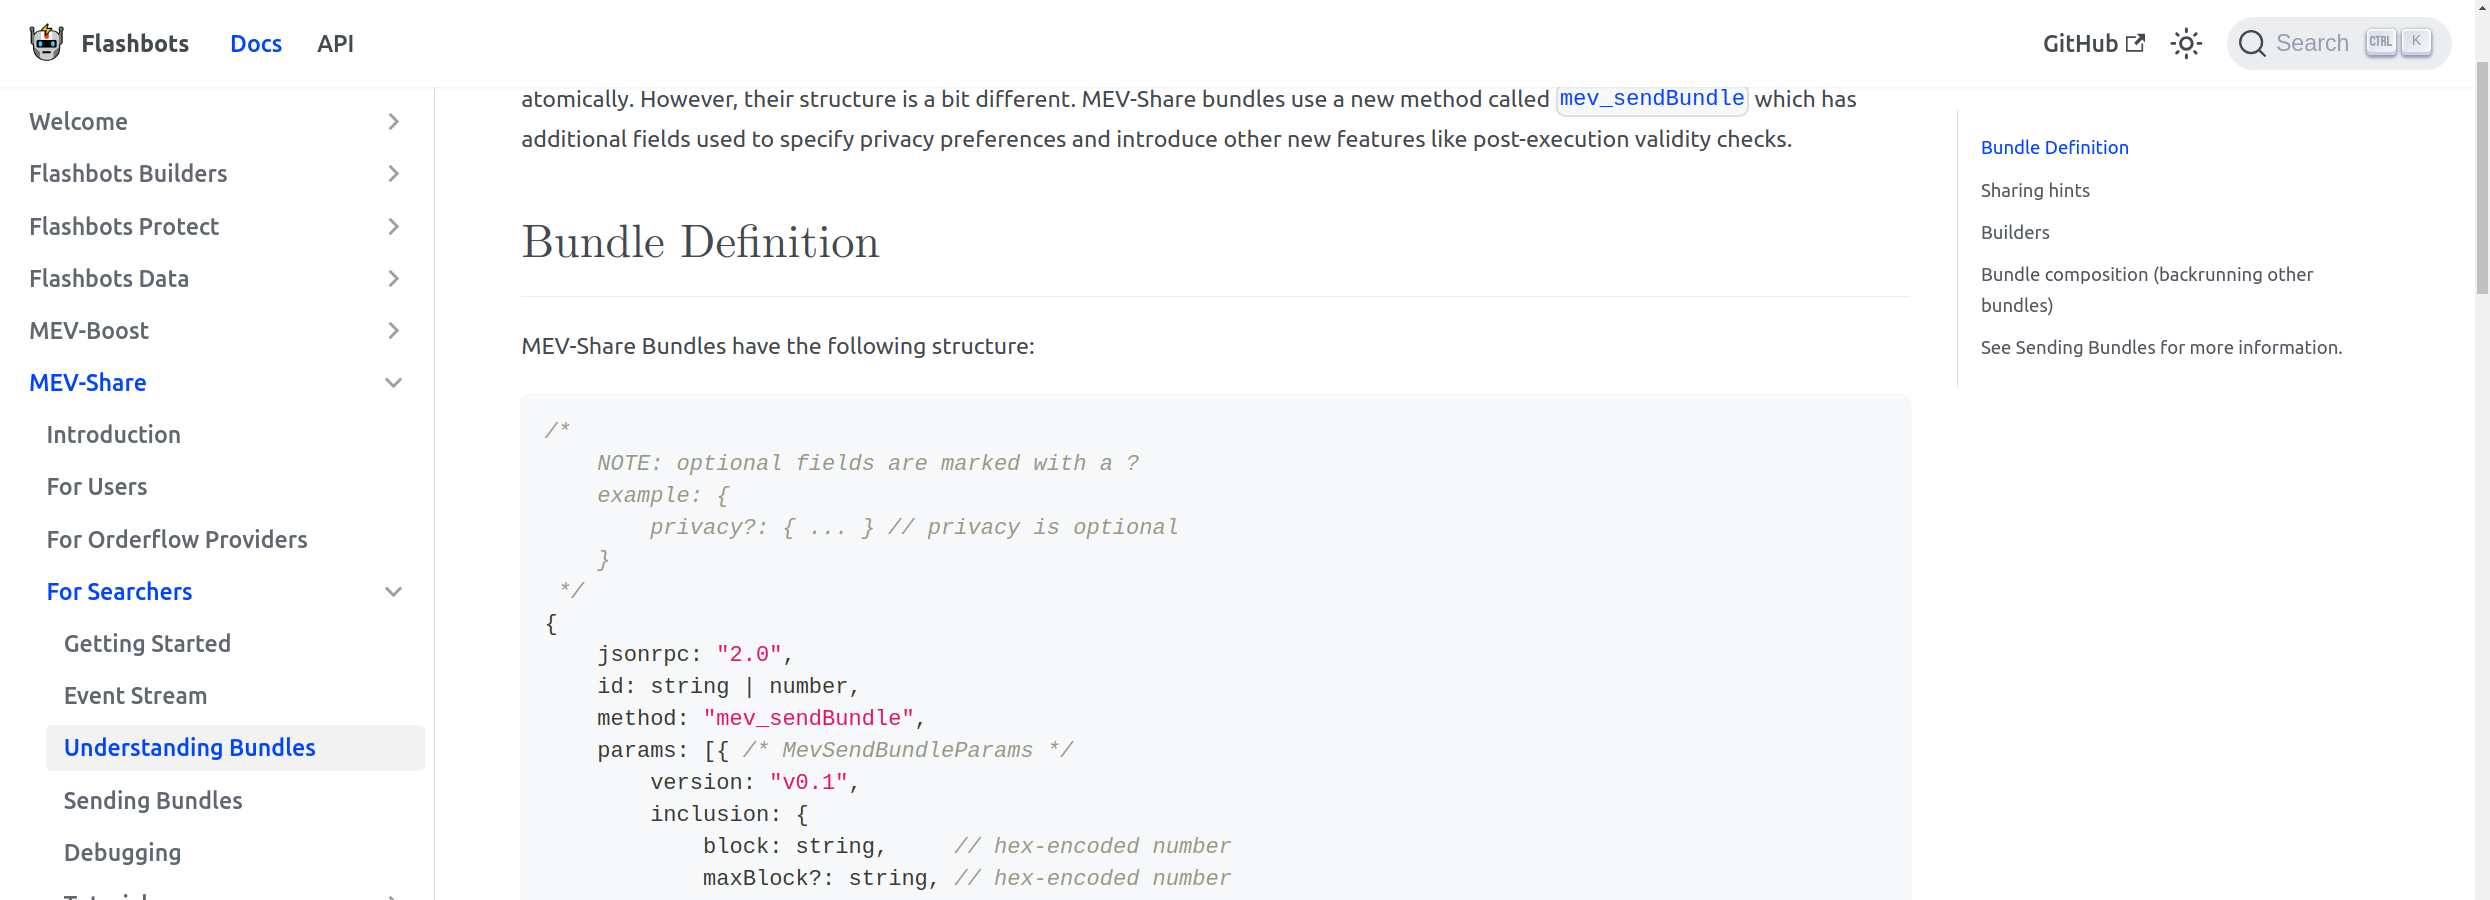 Flashbots Docs API GitHub Search CTRL K
Welcome
Flashbots Builders
Flashbots Protect
Flashbots Data
MEV-Boost
MEV-Share
Introduction
For Users
For Orderflow Providers
For Searchers
Getting Started
Event Stream
Understanding Bundles
Sending Bundles
Debugging
atomically. However, their structure is a bit different. MEV-Share bundles use a new method called mev_sendBundle which has
additional fields used to specify privacy preferences and introduce other new features like post-execution validity checks.
Bundle Definition
MEV-Share Bundles have the following structure:
/*
    NOTE: optional fields are marked with a ?
    example: {
        privacy?: { ... } // privacy is optional
    }
 */
{
    jsonrpc: "2.0",
    id: string | number,
    method: "mev_sendBundle",
    params: [{ /* MevSendBundleParams */
        version: "v0.1",
        inclusion: {
            block: string,     // hex-encoded number
            maxBlock?: string, // hex-encoded number
Bundle Definition
Sharing hints
Builders
Bundle composition (backrunning other
bundles)
See Sending Bundles for more information.